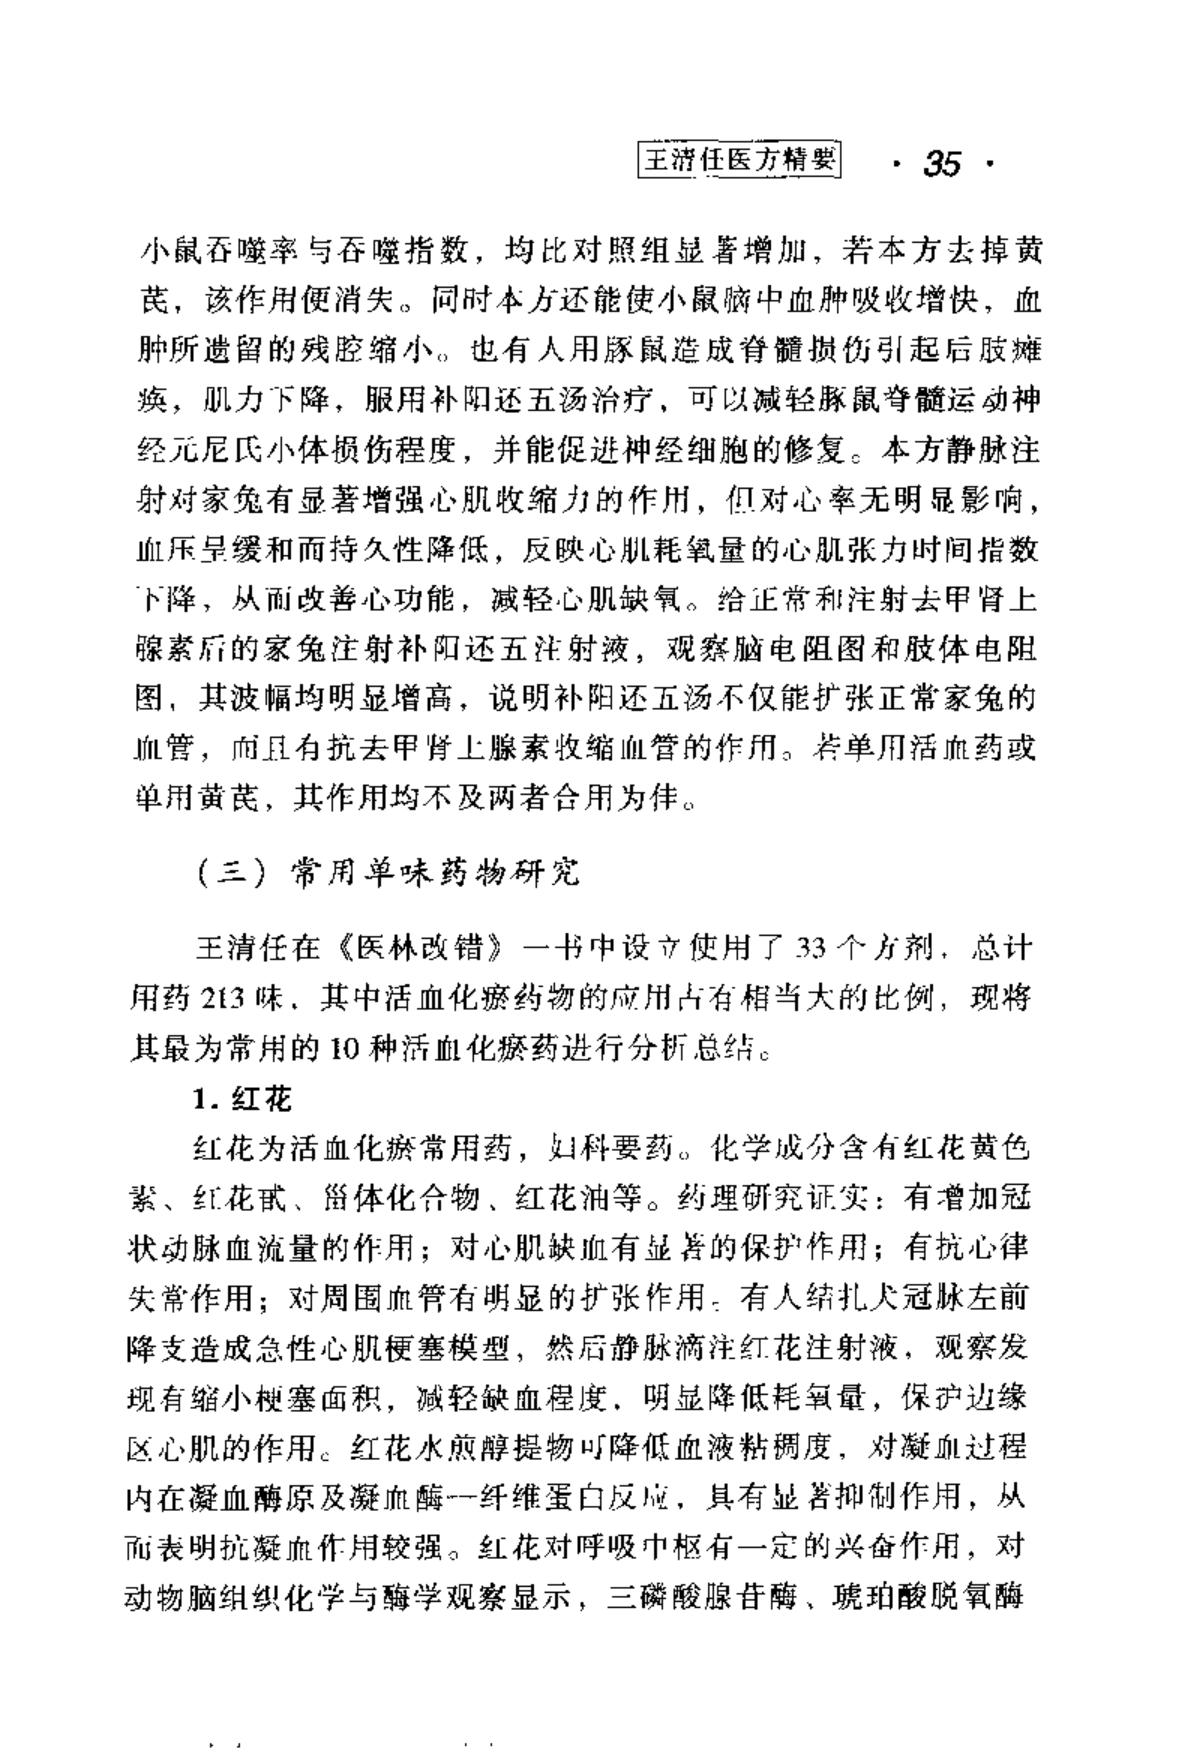 王清任医方精要 · 35 ·
小鼠吞噬率与吞噬指数，均比对照组显著增加，若本方去掉黄
芪，该作用便消失。同时本方还能使小鼠脑中血肿吸收增快，血
肿所遗留的残腔缩小。也有人用豚鼠造成脊髓损伤引起后肢瘫
痪，肌力下降，服用补阳还五汤治疗，可以减轻豚鼠脊髓运动神
经元尼氏小体损伤程度，并能促进神经细胞的修复。本方静脉注
射对家兔有显著增强心肌收缩力的作用，但对心率无明显影响，
血压呈缓和而持久性降低，反映心肌耗氧量的心肌张力时间指数
下降，从而改善心功能，减轻心肌缺氧。给正常和注射去甲肾上
腺素后的家兔注射补阳还五注射液，观察脑电阻图和肢体电阻
图，其波幅均明显增高，说明补阳还五汤不仅能扩张正常家兔的
血管，而且有抗去甲肾上腺素收缩血管的作用。若单用活血药或
单用黄芪，其作用均不及两者合用为佳。
（三）常用单味药物研究
王清任在《医林改错》一书中设立使用了 33 个方剂，总计
用药 213 味，其中活血化瘀药物的应用占有相当大的比例，现将
其最为常用的 10 种活血化瘀药进行分析总结。
1. 红花
红花为活血化瘀常用药，妇科要药。化学成分含有红花黄色
素、红花甙、甾体化合物、红花油等。药理研究证实：有增加冠
状动脉血流量的作用；对心肌缺血有显著的保护作用；有抗心律
失常作用；对周围血管有明显的扩张作用。有人结扎犬冠脉左前
降支造成急性心肌梗塞模型，然后静脉滴注红花注射液，观察发
现有缩小梗塞面积，减轻缺血程度，明显降低耗氧量，保护边缘
区心肌的作用。红花水煎醇提物可降低血液粘稠度，对凝血过程
内在凝血酶原及凝血酶—纤维蛋白反应，具有显著抑制作用，从
而表明抗凝血作用较强。红花对呼吸中枢有一定的兴奋作用，对
动物脑组织化学与酶学观察显示，三磷酸腺苷酶、琥珀酸脱氧酶